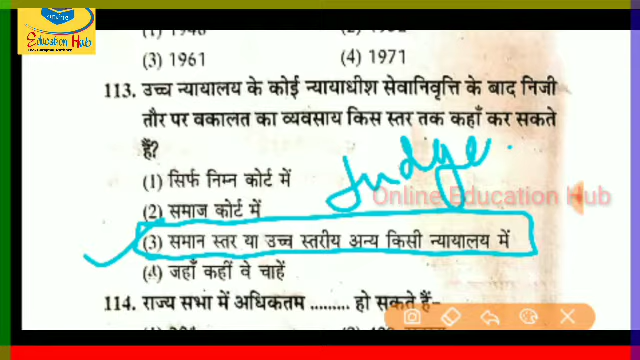 Online
Education Hub
(3) 1961
(4) 1971
113. उच्च न्यायालय के कोई न्यायाधीश सेवानिवृत्ति के बाद निजी
तौर पर वकालत का व्यवसाय किस स्तर तक कहाँ कर सकते
हैं?
(1) सिर्फ निम्न कोर्ट में
Judge
Online Education Hub
(2) समाज कोर्ट में
(3) समान स्तर या उच्च स्तरीय अन्य किसी न्यायालय में
(4) जहाँ कहीं वे चाहें
114. राज्य सभा में अधिकतम ......... हो सकते हैं-